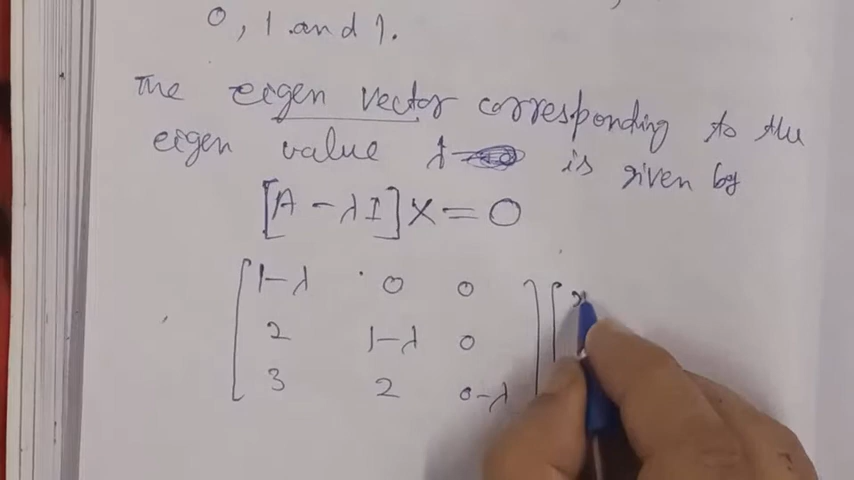 0, 1 and 1.
The eigen vector corresponding to the
eigen value λ is given by
[A - λI] X = 0
1-λ 0 0
2 1-λ 0
3 2 0-λ